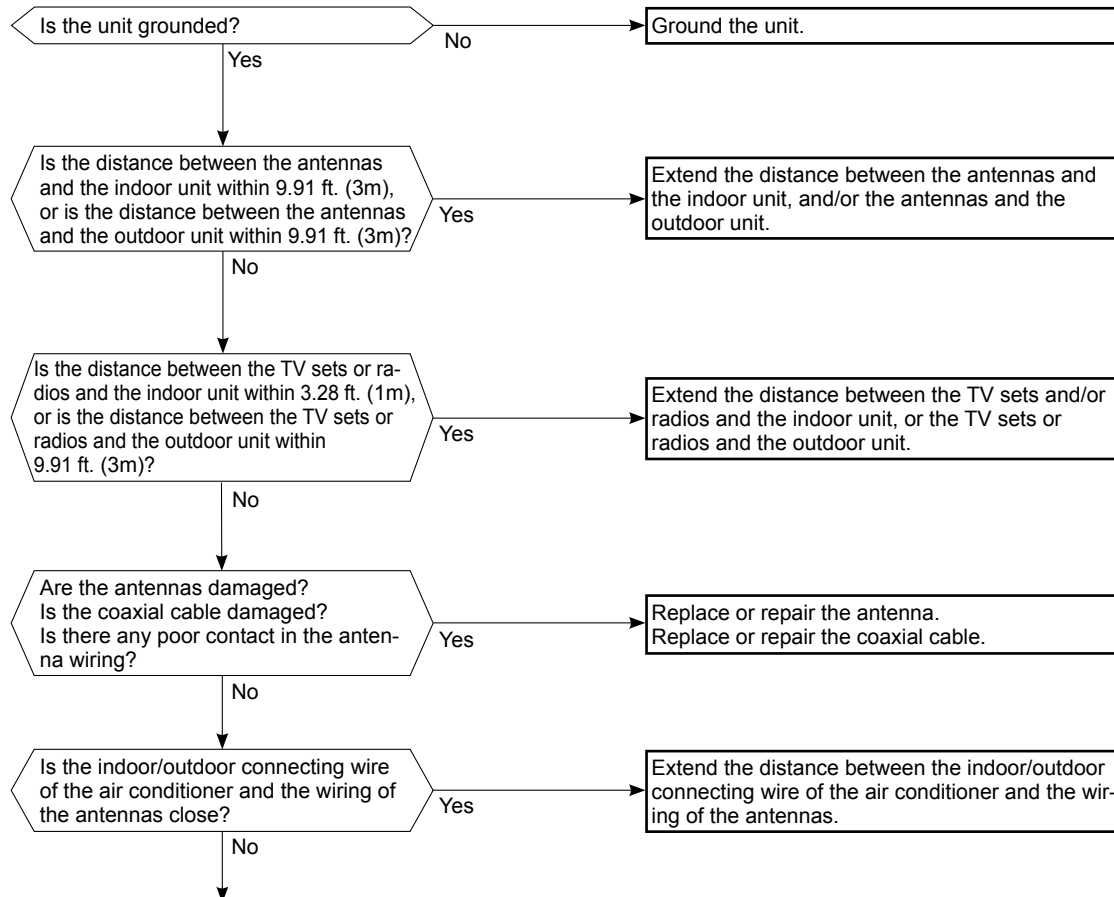 Is the unit grounded?
No
Ground the unit.
Yes
Is the distance between the antennas
and the indoor unit within 9.91 ft. (3m),
or is the distance between the antennas
and the outdoor unit within 9.91 ft. (3m)?
Yes
Extend the distance between the antennas and
the indoor unit, and/or the antennas and the
outdoor unit.
No
Is the distance between the TV sets or ra-
dios and the indoor unit within 3.28 ft. (1m),
or is the distance between the TV sets or
radios and the outdoor unit within
9.91 ft. (3m)?
Yes
Extend the distance between the TV sets and/or
radios and the indoor unit, or the TV sets or
radios and the outdoor unit.
No
Are the antennas damaged?
Is the coaxial cable damaged?
Is there any poor contact in the anten-
na wiring?
Yes
Replace or repair the antenna.
Replace or repair the coaxial cable.
No
Is the indoor/outdoor connecting wire
of the air conditioner and the wiring of
the antennas close?
Yes
Extend the distance between the indoor/outdoor
connecting wire of the air conditioner and the wir-
ing of the antennas.
No